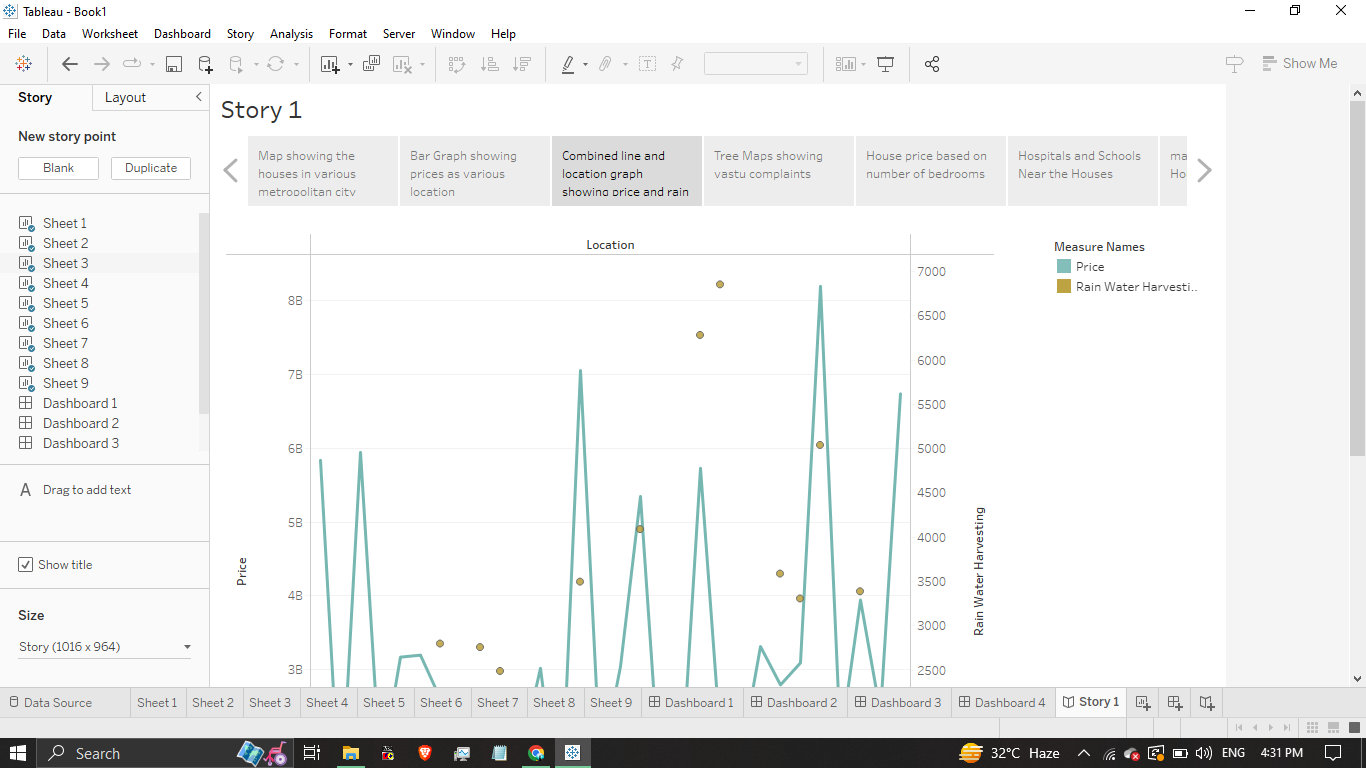 Tableau - Book1
File Data Worksheet Dashboard Story Analysis Format Server Window Help
Show Me
Story Layout
New story point
Blank Duplicate
Sheet 1
Sheet 2
Sheet 3
Sheet 4
Sheet 5
Sheet 6
Sheet 7
Sheet 8
Sheet 9
Dashboard 1
Dashboard 2
Dashboard 3
A Drag to add text
Show title
Size
Story (1016 x 964)
Story 1
Map showing the
houses in various
metropolitan city
Bar Graph showing
prices as various
location
Combined line and
location graph
showing price and rain
Tree Maps showing
vastu complaints
House price based on
number of bedrooms
Hospitals and Schools
Near the Houses
ma
Ho
Location
8B
7B
6B
5B
4B
3B
Price
7000
6500
6000
5500
5000
4500
4000
3500
3000
2500
Rain Water Harvesting
Measure Names
Price
Rain Water Harvesti..
Data Source Sheet 1 Sheet 2 Sheet 3 Sheet 4 Sheet 5 Sheet 6 Sheet 7 Sheet 8 Sheet 9 Dashboard 1 Dashboard 2 Dashboard 3 Dashboard 4 Story 1
Search 32°C Haze ENG 4:31 PM